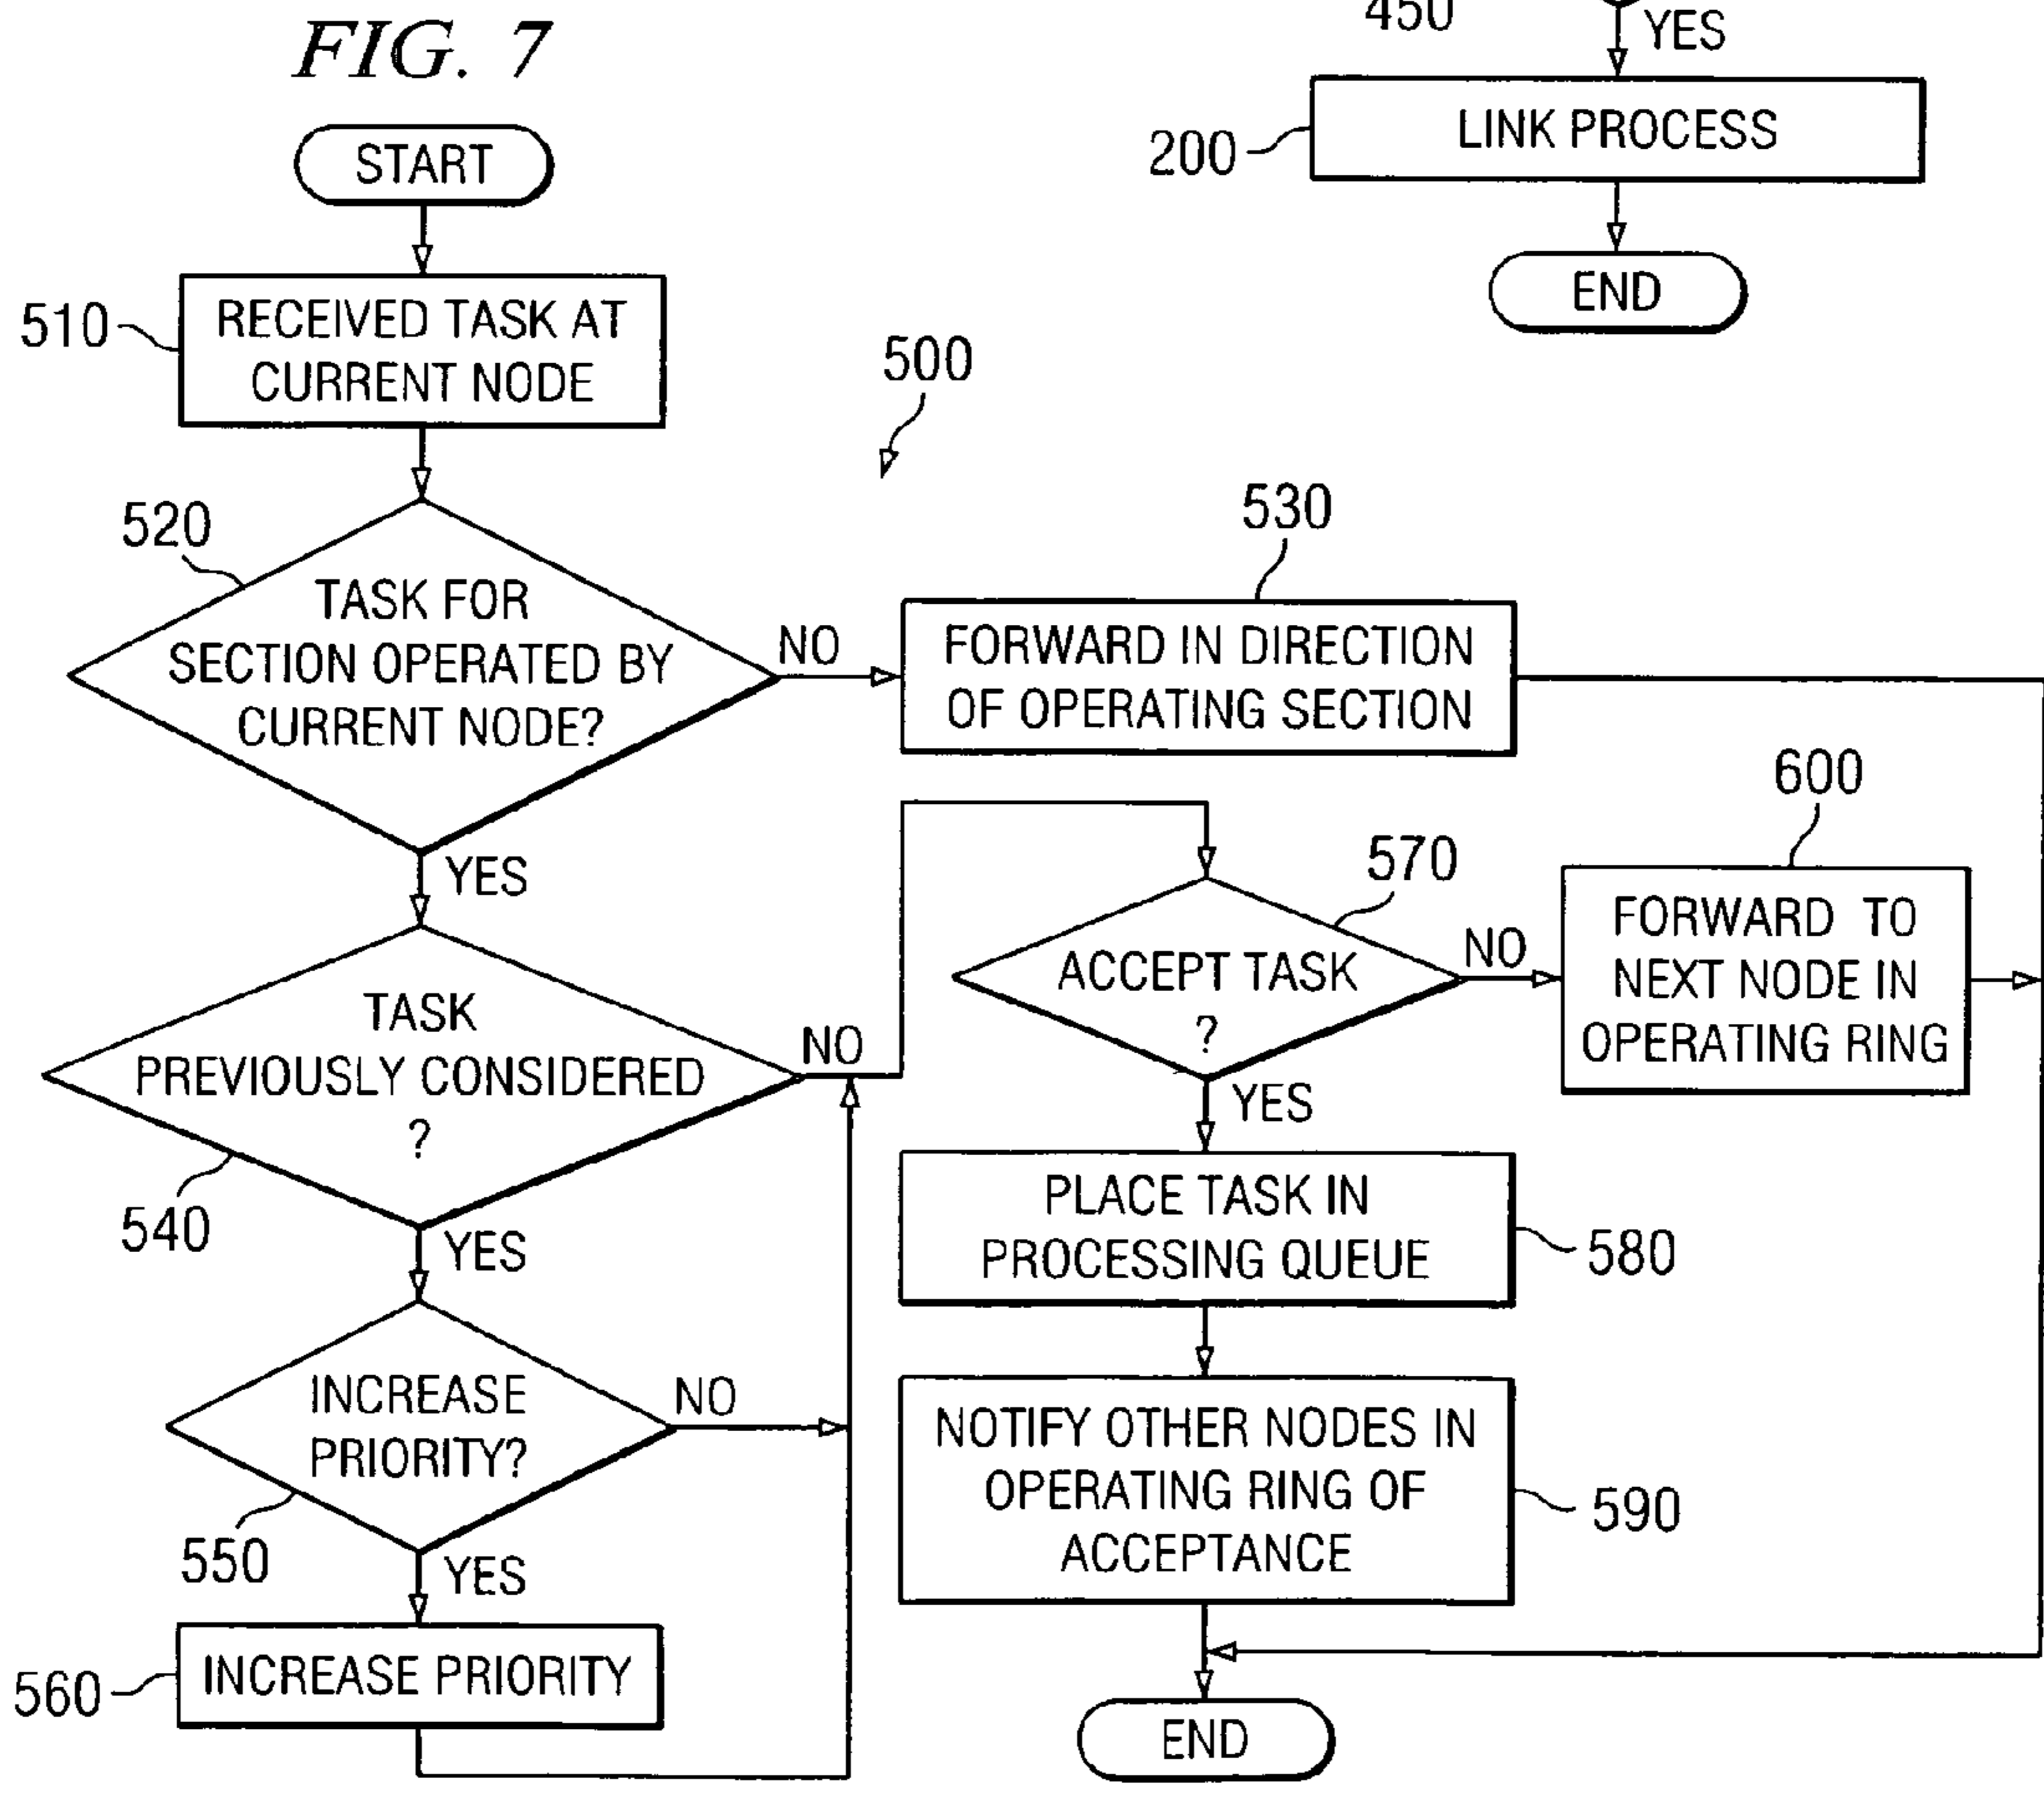 FIG. 7
START
510
RECEIVED TASK AT
CURRENT NODE
520
TASK FOR
SECTION OPERATED BY
CURRENT NODE?
NO
YES
TASK
PREVIOUSLY CONSIDERED
?
NO
540
YES
INCREASE
PRIORITY?
NO
550
YES
560
INCREASE PRIORITY
450
YES
200
LINK PROCESS
END
500
530
FORWARD IN DIRECTION
OF OPERATING SECTION
570
ACCEPT TASK
?
NO
600
FORWARD TO
NEXT NODE IN
OPERATING RING
YES
PLACE TASK IN
PROCESSING QUEUE
580
NOTIFY OTHER NODES IN
OPERATING RING OF
ACCEPTANCE
590
END